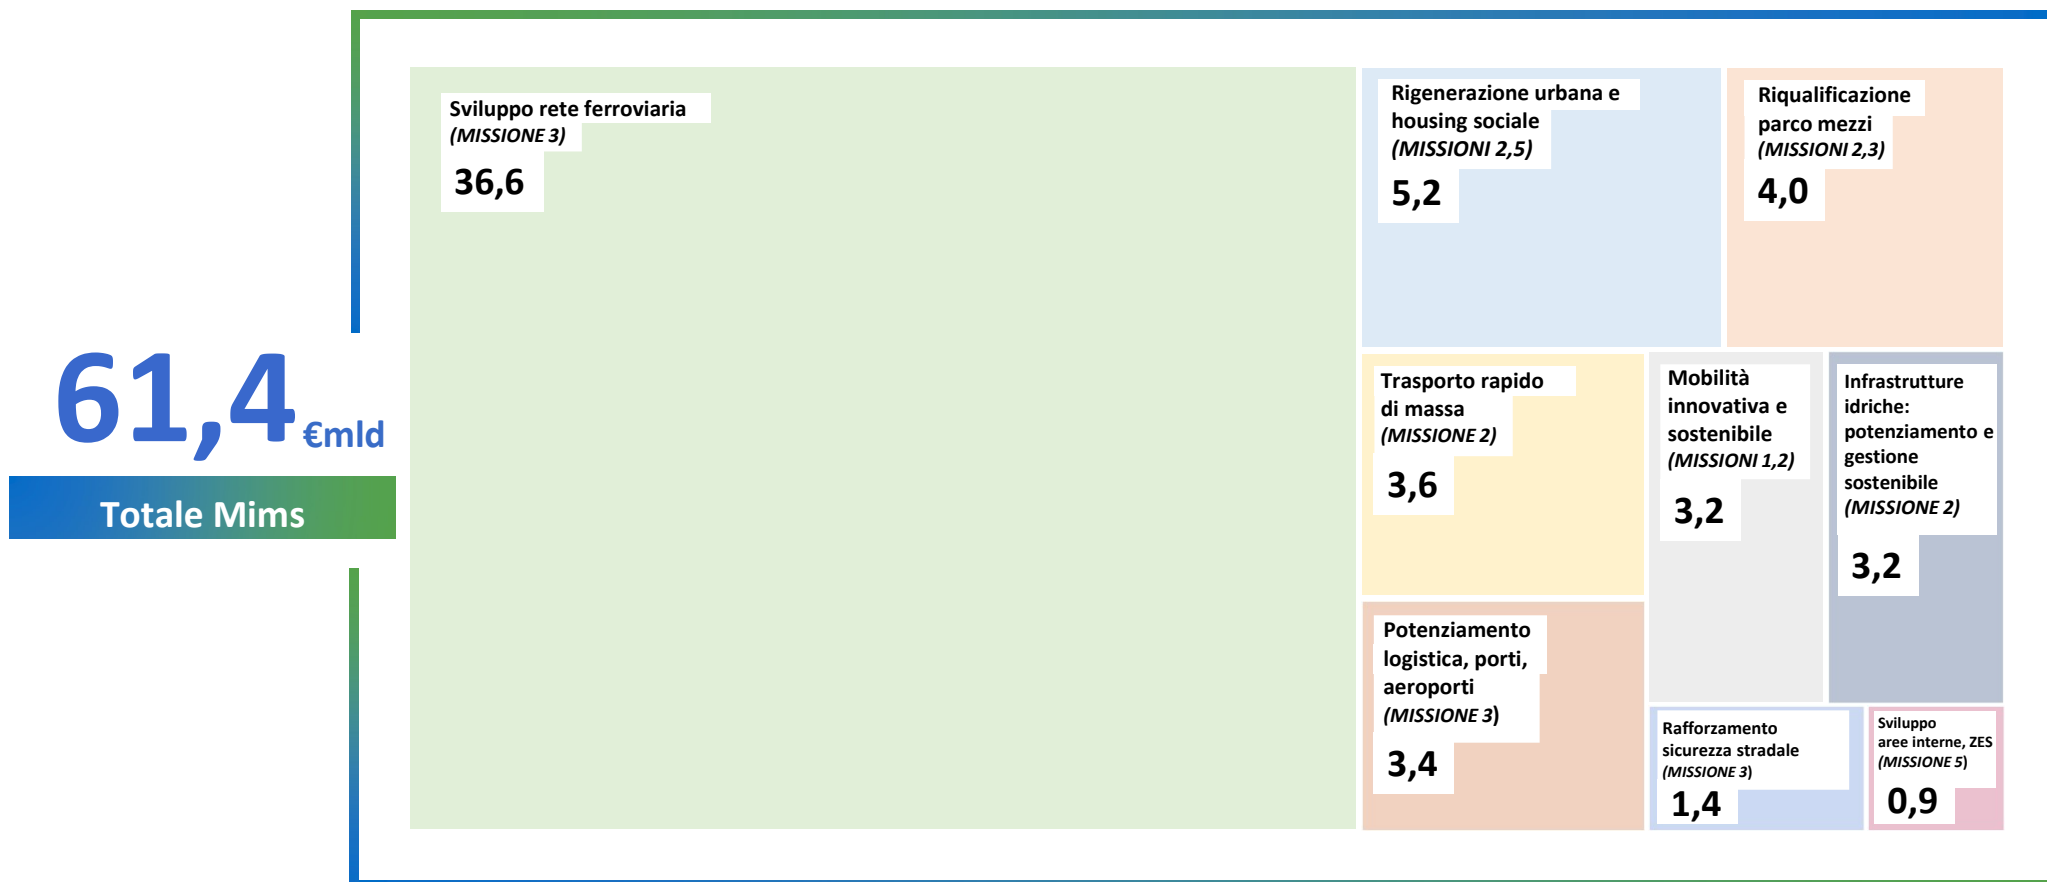 61,4 €mld
Totale Mims
Sviluppo rete ferroviaria
(MISSIONE 3)
36,6
Rigenerazione urbana e
housing sociale
(MISSIONI 2,5)
5,2
Riqualificazione
parco mezzi
(MISSIONI 2,3)
4,0
Trasporto rapido
di massa
(MISSIONE 2)
3,6
Mobilità
innovativa e
sostenibile
(MISSIONI 1,2)
3,2
Infrastrutture
idriche:
potenziamento e
gestione
sostenibile
(MISSIONE 2)
3,2
Potenziamento
logistica, porti,
aeroporti
(MISSIONE 3)
3,4
Rafforzamento
sicurezza stradale
(MISSIONE 3)
1,4
Sviluppo
aree interne, ZES
(MISSIONE 5)
0,9